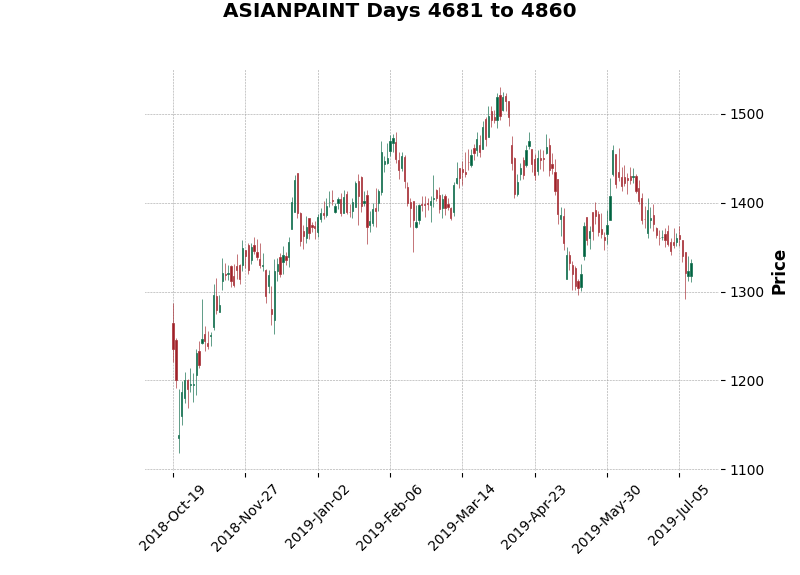 ASIANPAINT Days 4681 to 4860
1500
1400
1300
1200
1100
Price
2018-Oct-19
2018-Nov-27
2019-Jan-02
2019-Feb-06
2019-Mar-14
2019-Apr-23
2019-May-30
2019-Jul-05